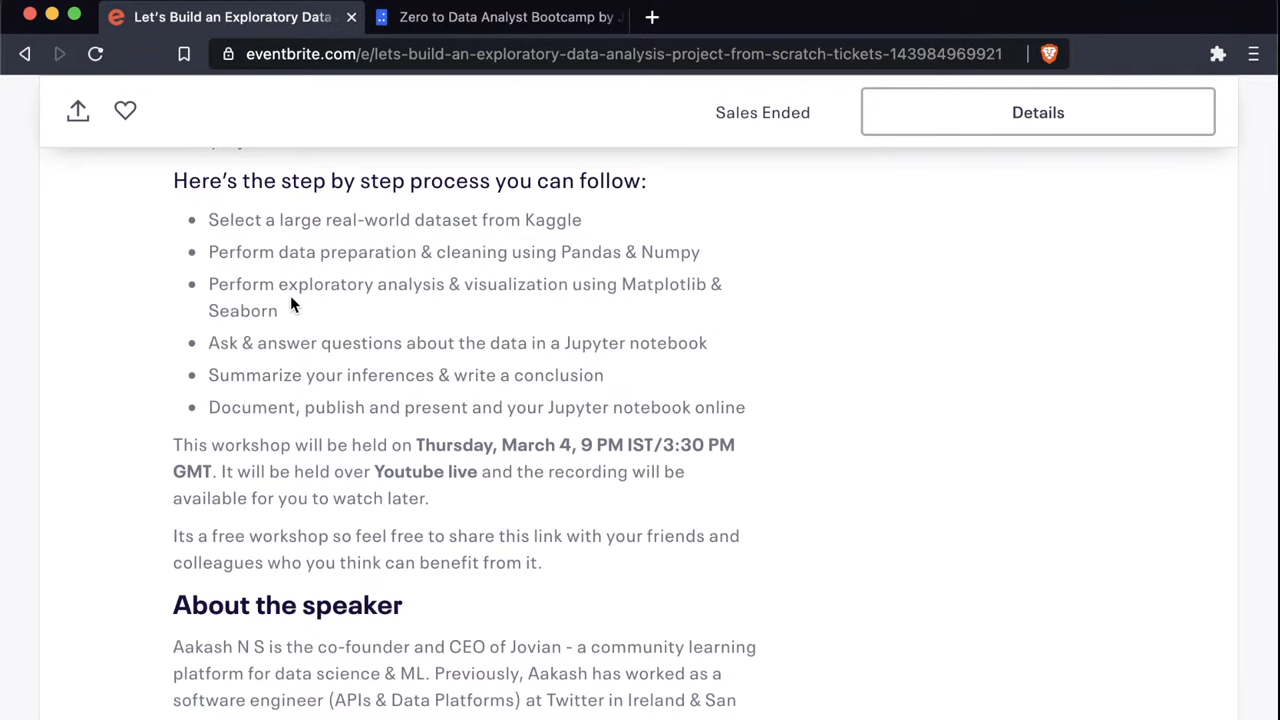 Let's Build an Exploratory Data
Zero to Data Analyst Bootcamp by
eventbrite.com/e/lets-build-an-exploratory-data-analysis-project-from-scratch-tickets-143984969921
Sales Ended
Details
Here's the step by step process you can follow:
Select a large real-world dataset from Kaggle
Perform data preparation & cleaning using Pandas & Numpy
Perform exploratory analysis & visualization using Matplotlib &
Seaborn
Ask & answer questions about the data in a Jupyter notebook
Summarize your inferences & write a conclusion
Document, publish and present and your Jupyter notebook online
This workshop will be held on Thursday, March 4, 9 PM IST/3:30 PM
GMT. It will be held over Youtube live and the recording will be
available for you to watch later.
Its a free workshop so feel free to share this link with your friends and
colleagues who you think can benefit from it.
About the speaker
Aakash N S is the co-founder and CEO of Jovian - a community learning
platform for data science & ML. Previously, Aakash has worked as a
software engineer (APIs & Data Platforms) at Twitter in Ireland & San